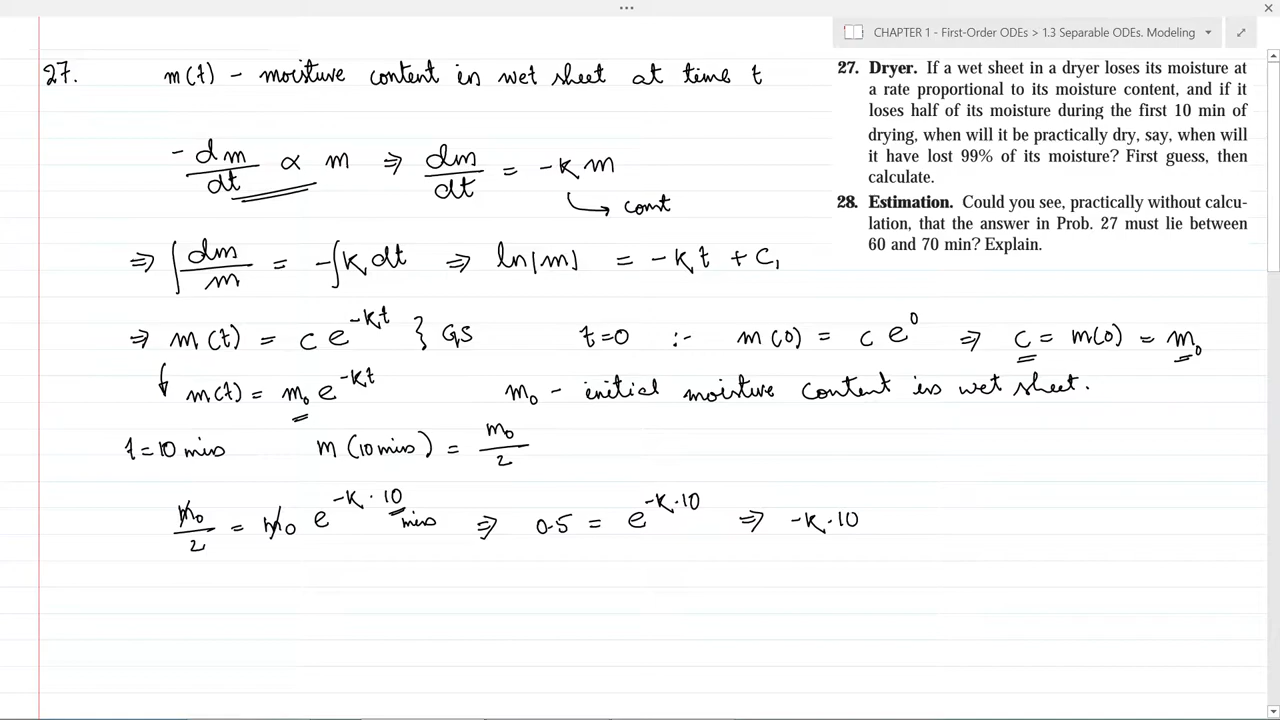 CHAPTER 1 - First-Order ODEs > 1.3 Separable ODEs. Modeling
27. m(t) - moisture content in wet sheet at time t
- dm/dt ∝ m ⇒ dm/dt = -k m
const
⇒ ∫ dm/m = -∫ k dt ⇒ ln|m| = -kt + C₁
⇒ m(t) = c e^{-kt} } GS t=0 :- m(0) = c e^0 ⇒ c = m(0) = m₀
m(t) = m₀ e^{-kt} m₀ - initial moisture content in wet sheet.
t=10 mins m(10 mins) = m₀/2
m₀/2 = m₀ e^{-k·10 mins} ⇒ 0.5 = e^{-k·10} ⇒ -k·10
27. Dryer. If a wet sheet in a dryer loses its moisture at
a rate proportional to its moisture content, and if it
loses half of its moisture during the first 10 min of
drying, when will it be practically dry, say, when will
it have lost 99% of its moisture? First guess, then
calculate.
28. Estimation. Could you see, practically without calcu-
lation, that the answer in Prob. 27 must lie between
60 and 70 min? Explain.